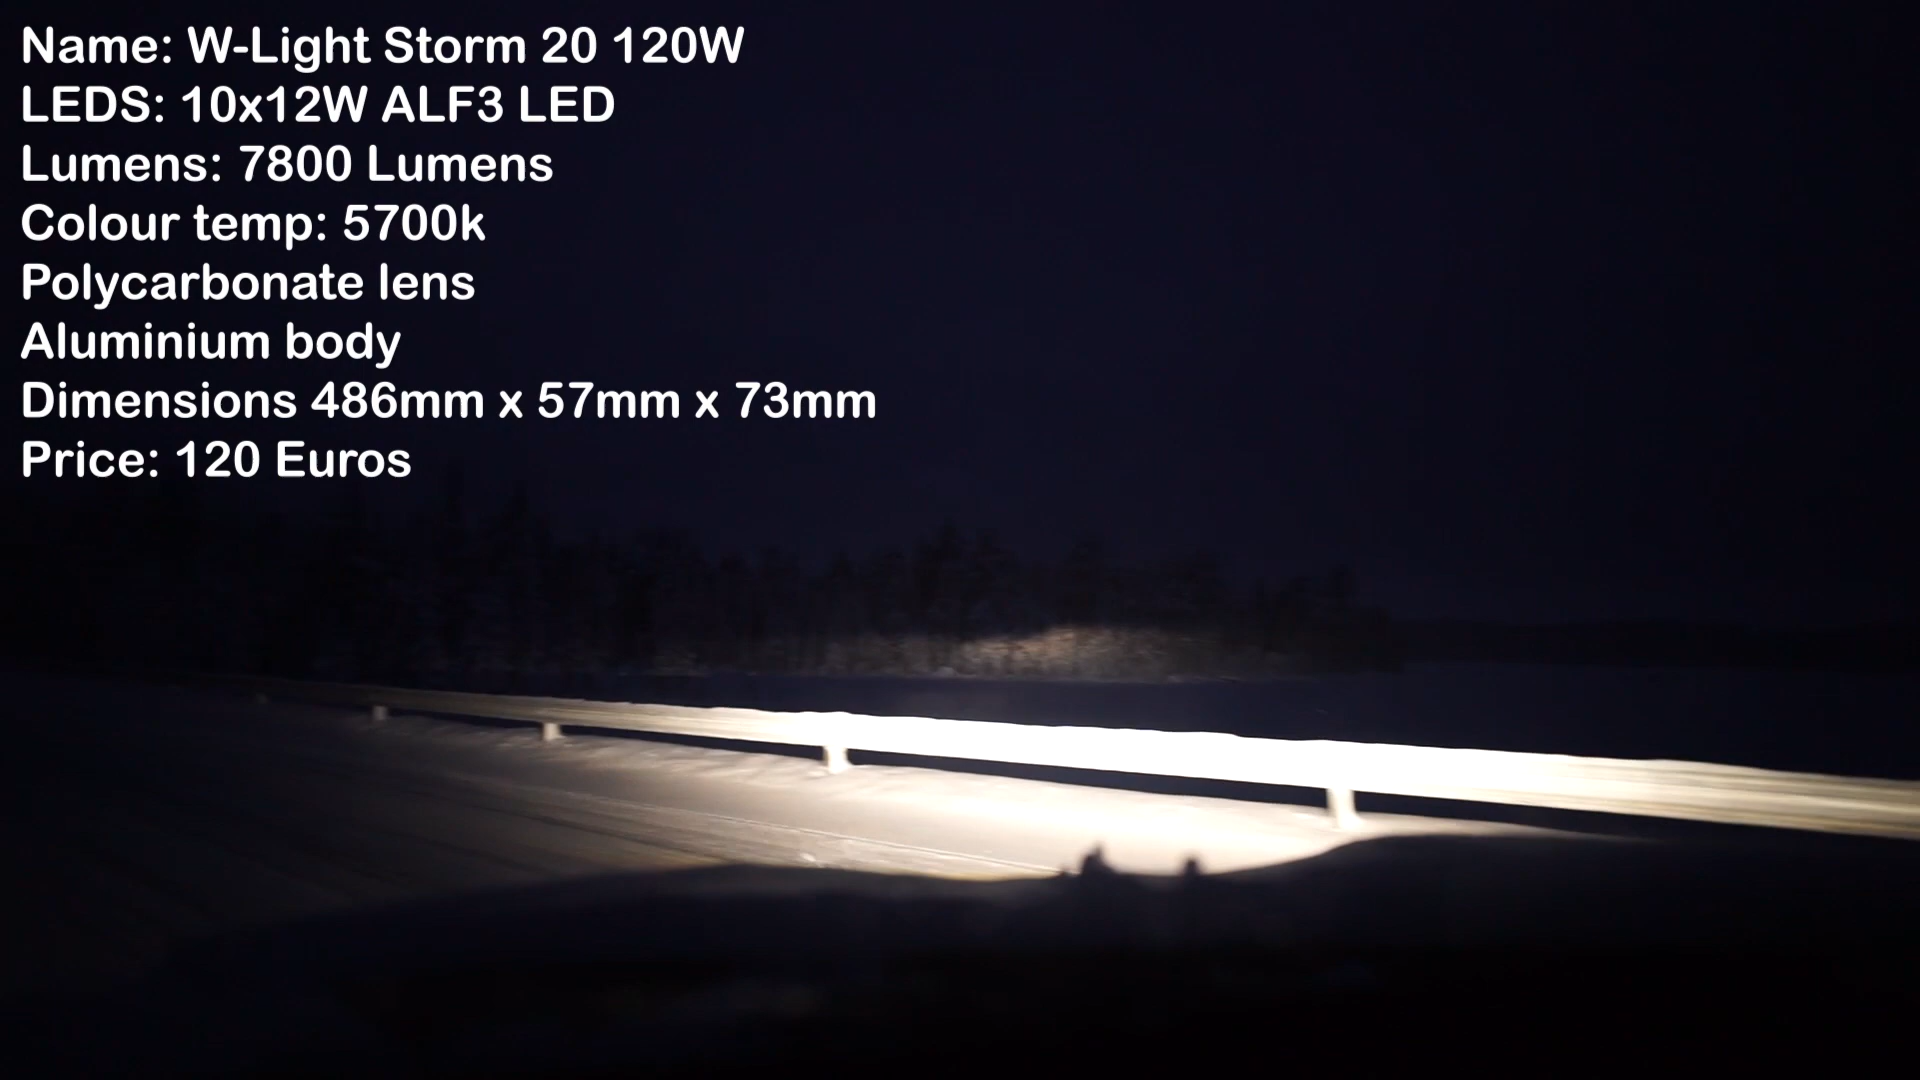 Name: W-Light Storm 20 120W
LEDS: 10x12W ALF3 LED
Lumens: 7800 Lumens
Colour temp: 5700k
Polycarbonate lens
Aluminium body
Dimensions 486mm x 57mm x 73mm
Price: 120 Euros